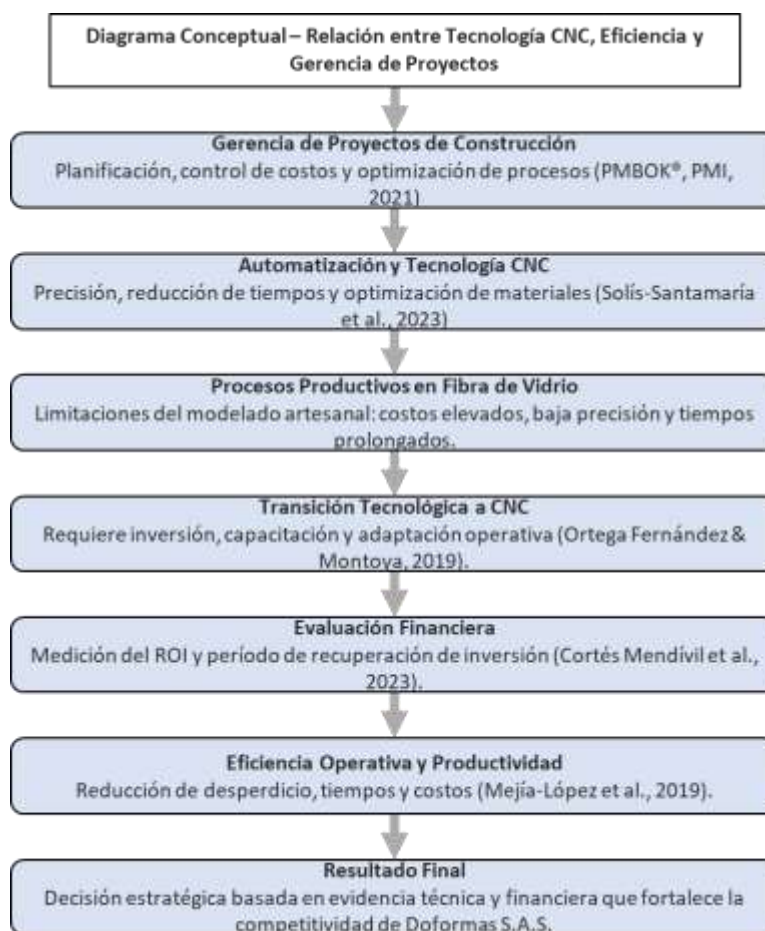 Diagrama Conceptual – Relación entre Tecnología CNC, Eficiencia y
Gerencia de Proyectos
Gerencia de Proyectos de Construcción
Planificación, control de costos y optimización de procesos (PMBOK®, PMI,
2021)
Automatización y Tecnología CNC
Precisión, reducción de tiempos y optimización de materiales (Solís-Santamaría
et al., 2023)
Procesos Productivos en Fibra de Vidrio
Limitaciones del modelado artesanal: costos elevados, baja precisión y tiempos
prolongados.
Transición Tecnológica a CNC
Requiere inversión, capacitación y adaptación operativa (Ortega Fernández &
Montoya, 2019).
Evaluación Financiera
Medición del ROI y período de recuperación de inversión (Cortés Mendívil et al.,
2023).
Eficiencia Operativa y Productividad
Reducción de desperdicio, tiempos y costos (Mejía-López et al., 2019).
Resultado Final
Decisión estratégica basada en evidencia técnica y financiera que fortalece la
competitividad de Doformas S.A.S.